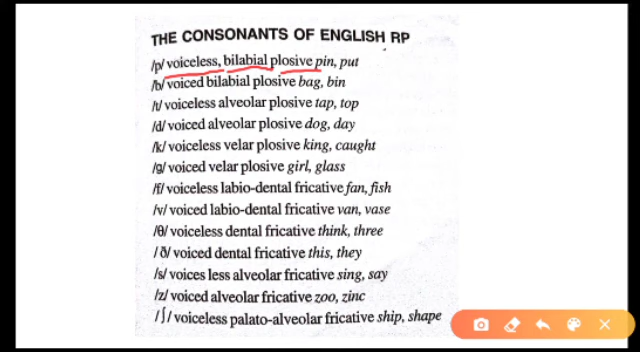 THE CONSONANTS OF ENGLISH RP
/p/ voiceless, bilabial plosive pin, put
/b/ voiced bilabial plosive bag, bin
/t/ voiceless alveolar plosive tap, top
/d/ voiced alveolar plosive dog, day
/k/ voiceless velar plosive king, caught
/g/ voiced velar plosive girl, glass
/f/ voiceless labio-dental fricative fan, fish
/v/ voiced labio-dental fricative van, vase
/θ/ voiceless dental fricative think, three
/ð/ voiced dental fricative this, they
/s/ voices less alveolar fricative sing, say
/z/ voiced alveolar fricative zoo, zinc
/ʃ/ voiceless palato-alveolar fricative ship, shape